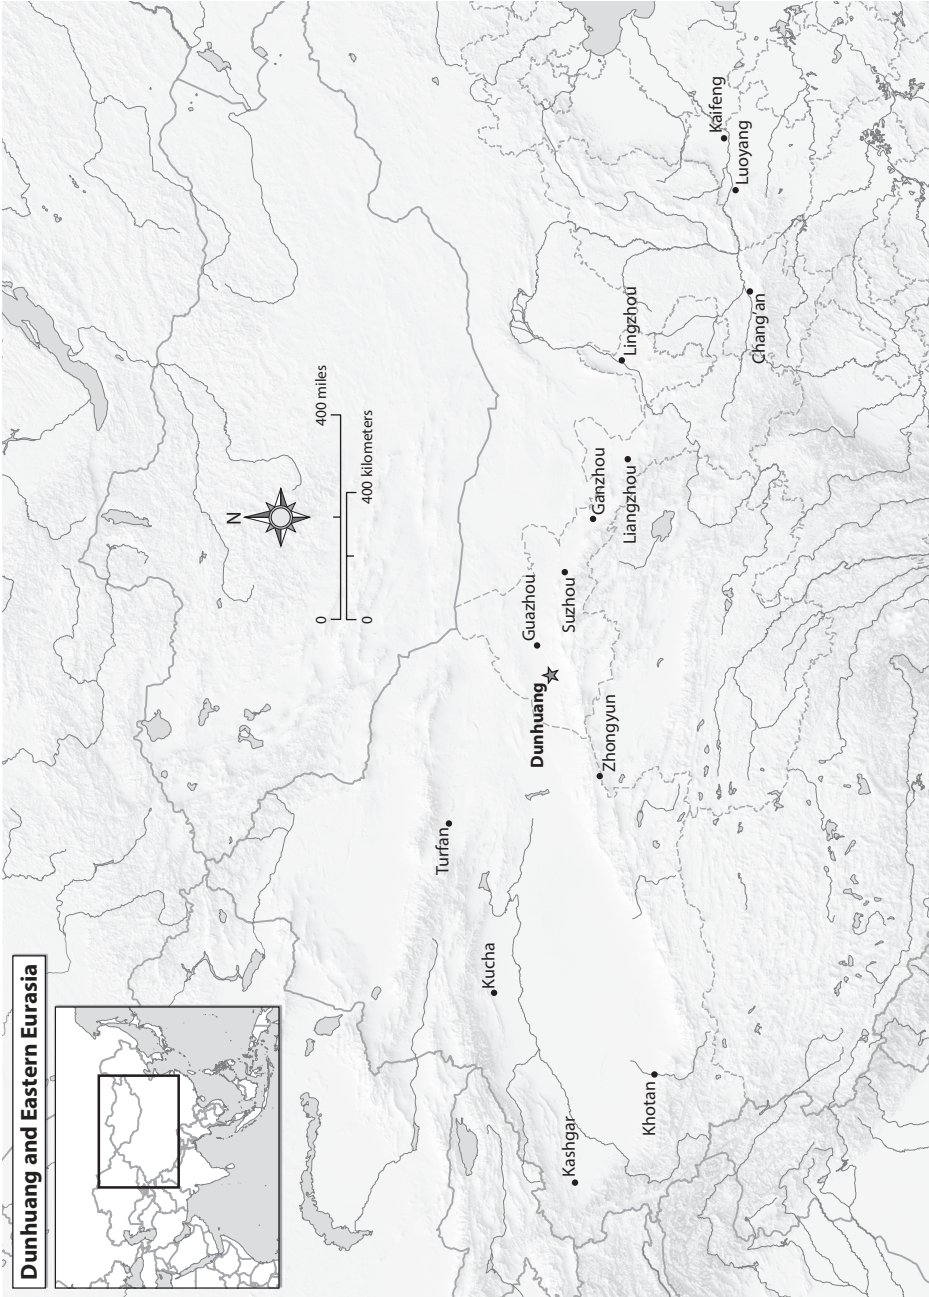 Dunhuang and Eastern Eurasia
N
0
400 miles
0
400 kilometers
Turfan
Kucha
Kashgar
Khotan
Dunhuang
Guazhou
Suzhou
Zhongyun
Ganzhou
Liangzhou
Lingzhou
Chang'an
Luoyang
Kaifeng